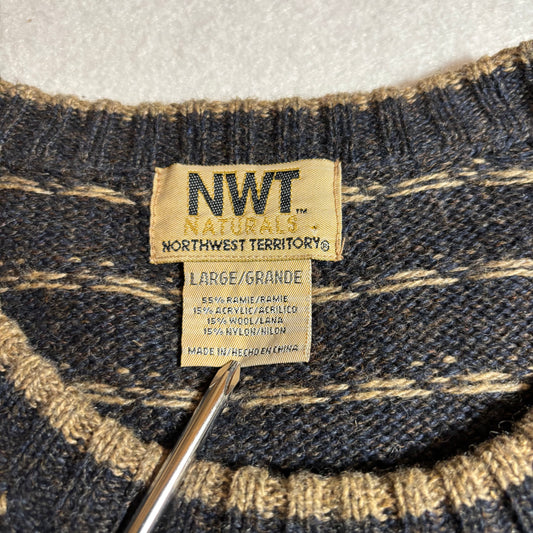 NWT™
NATURALS
NORTHWEST TERRITORY®
LARGE/GRANDE
55% RAMIE/RAMIE
15% ACRYLIC/ACRILICO
15% WOOL/LANA
15% NYLON/NILON
MADE IN/HECHO EN CHINA